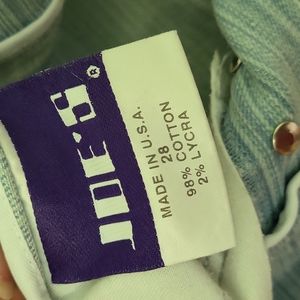 JOE'S®
MADE IN U.S.A.
28
98% COTTON
2% LYCRA